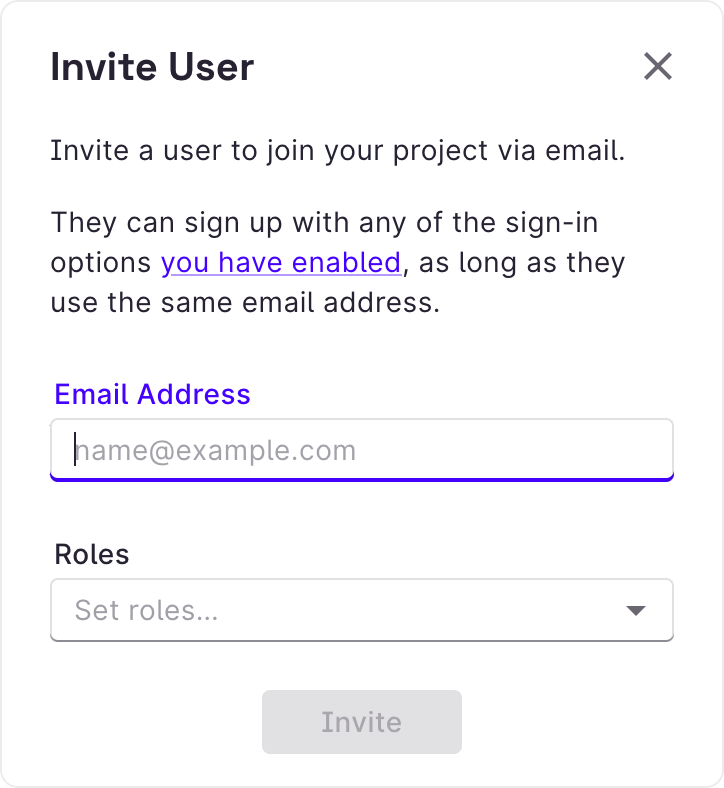 Invite User
Invite a user to join your project via email.
They can sign up with any of the sign-in
options you have enabled, as long as they
use the same email address.
Email Address
name@example.com
Roles
Set roles...
Invite